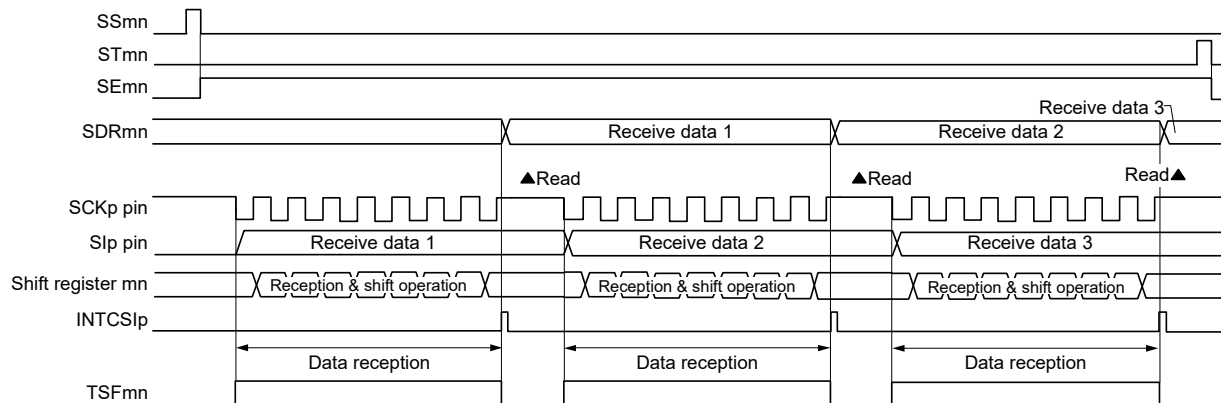 SSmn
STmn
SEmn
Receive data 3
SDRmn Receive data 1 Receive data 2
▲Read ▲Read Read▲
SCKp pin
SIp pin Receive data 1 Receive data 2 Receive data 3
Shift register mn Reception & shift operation Reception & shift operation Reception & shift operation
INTCSIp
Data reception Data reception Data reception
TSFmn